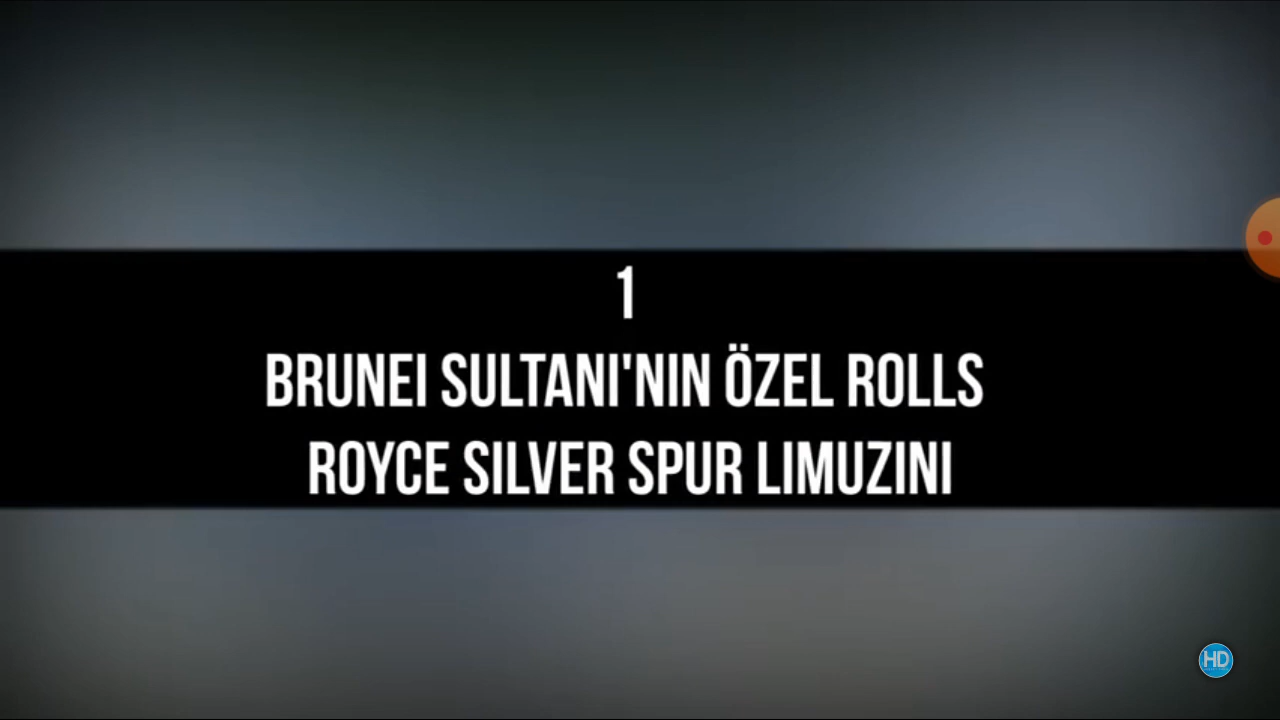 1
BRUNEI SULTANI'NIN ÖZEL ROLLS
ROYCE SILVER SPUR LIMUZINI
HD